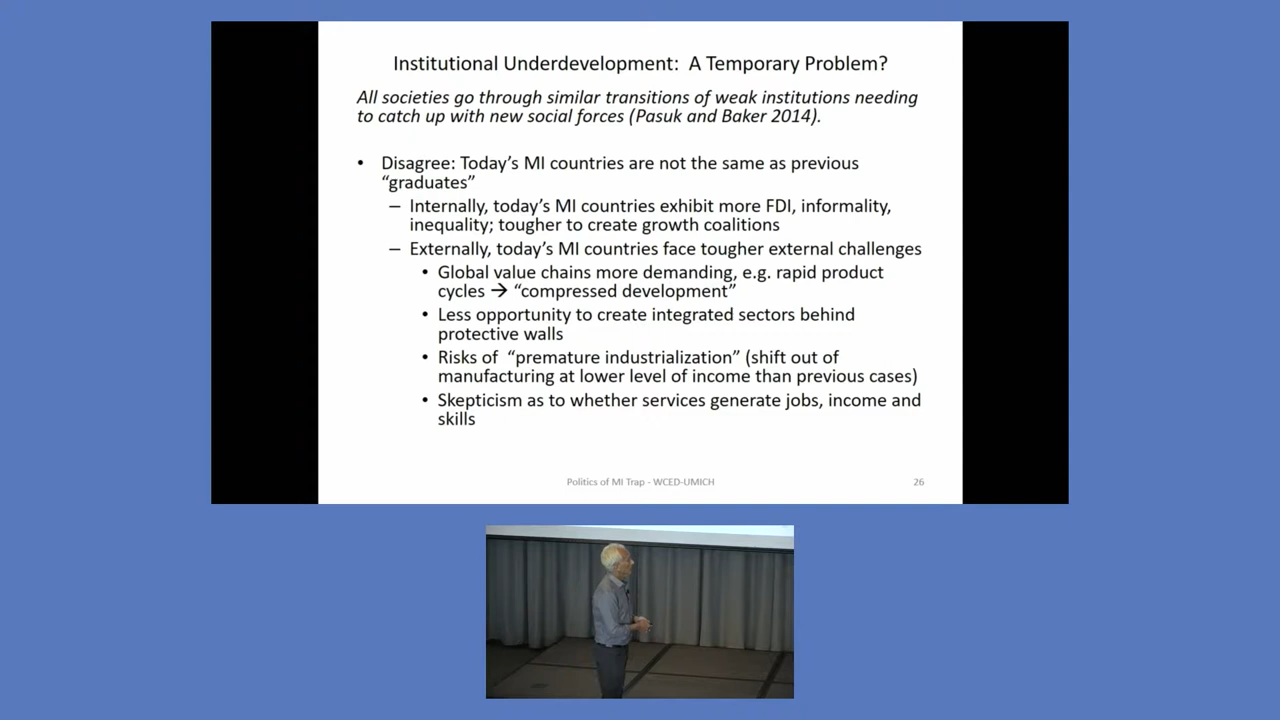 Institutional Underdevelopment:  A Temporary Problem?
All societies go through similar transitions of weak institutions needing
to catch up with new social forces (Pasuk and Baker 2014).
• Disagree: Today’s MI countries are not the same as previous
“graduates”
– Internally, today’s MI countries exhibit more FDI, informality,
inequality; tougher to create growth coalitions
– Externally, today’s MI countries face tougher external challenges
• Global value chains more demanding, e.g. rapid product
cycles → “compressed development”
• Less opportunity to create integrated sectors behind
protective walls
• Risks of  “premature industrialization” (shift out of
manufacturing at lower level of income than previous cases)
• Skepticism as to whether services generate jobs, income and
skills
Politics of MI Trap - WCED-UMICH
26